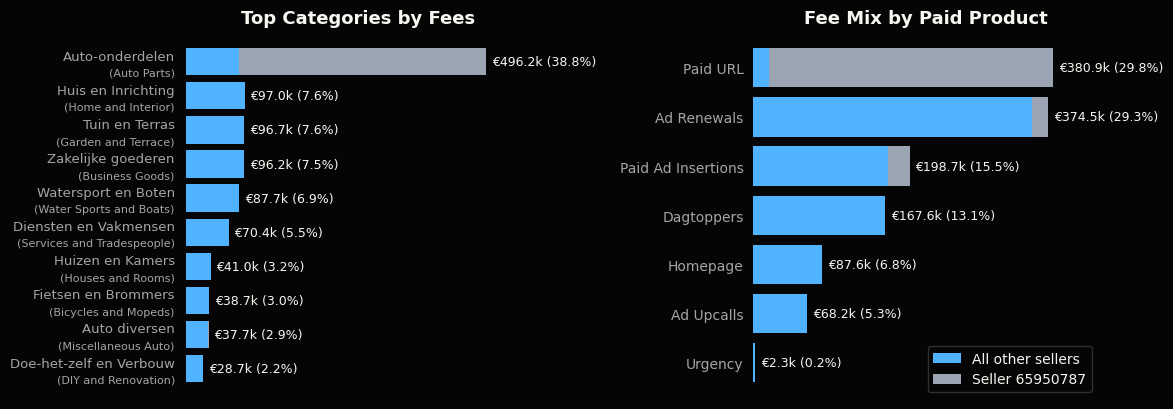 Top Categories by Fees
Auto-onderdelen
(Auto Parts)
€496.2k (38.8%)
Huis en Inrichting
(Home and Interior)
€97.0k (7.6%)
Tuin en Terras
(Garden and Terrace)
€96.7k (7.6%)
Zakelijke goederen
(Business Goods)
€96.2k (7.5%)
Watersport en Boten
(Water Sports and Boats)
€87.7k (6.9%)
Diensten en Vakmensen
(Services and Tradespeople)
€70.4k (5.5%)
Huizen en Kamers
(Houses and Rooms)
€41.0k (3.2%)
Fietsen en Brommers
(Bicycles and Mopeds)
€38.7k (3.0%)
Auto diversen
(Miscellaneous Auto)
€37.7k (2.9%)
Doe-het-zelf en Verbouw
(DIY and Renovation)
€28.7k (2.2%)
Fee Mix by Paid Product
Paid URL
€380.9k (29.8%)
Ad Renewals
€374.5k (29.3%)
Paid Ad Insertions
€198.7k (15.5%)
Dagtoppers
€167.6k (13.1%)
Homepage
€87.6k (6.8%)
Ad Upcalls
€68.2k (5.3%)
Urgency
€2.3k (0.2%)
All other sellers
Seller 65950787